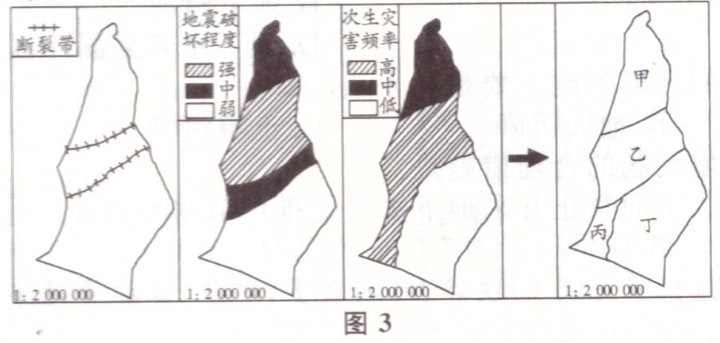 断裂带
1: 2 000 000
地震破
坏程度
强
中
弱
1: 2 000 000
次生灾
害频率
高
中
低
1: 2 000 000
甲
乙
丙
丁
1: 2 000 000
图 3